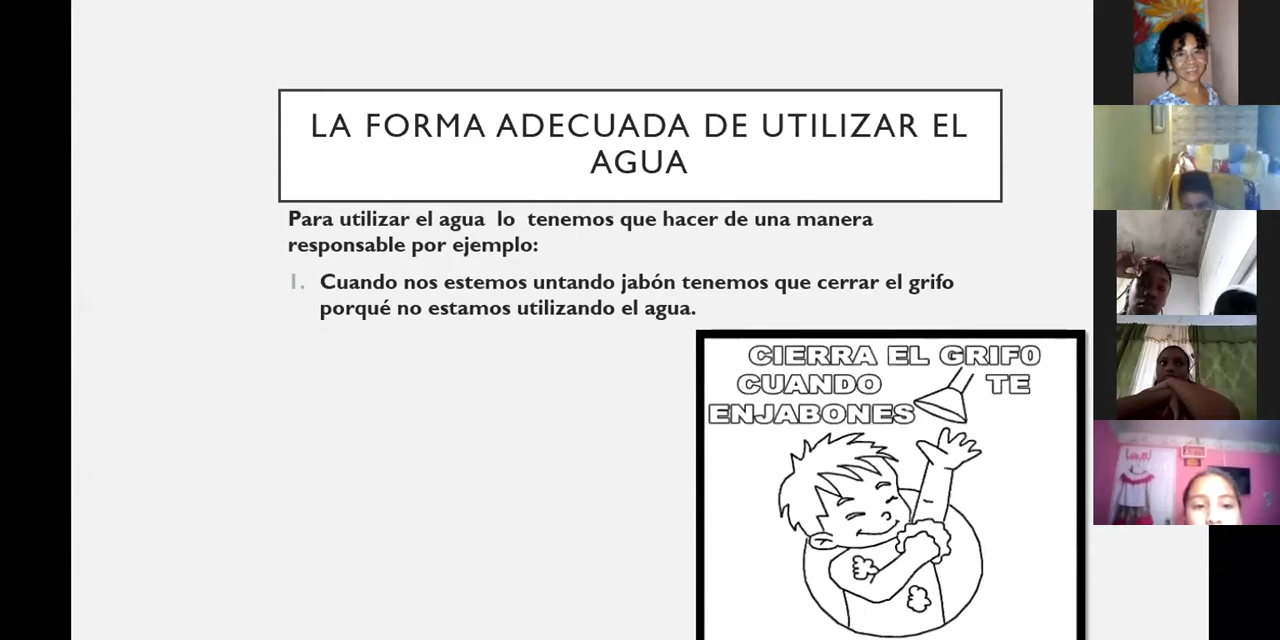 LA FORMA ADECUADA DE UTILIZAR EL
AGUA
Para utilizar el agua lo tenemos que hacer de una manera
responsable por ejemplo:
1. Cuando nos estemos untando jabón tenemos que cerrar el grifo
porqué no estamos utilizando el agua.
CIERRA EL GRIFO
CUANDO TE
ENJABONES